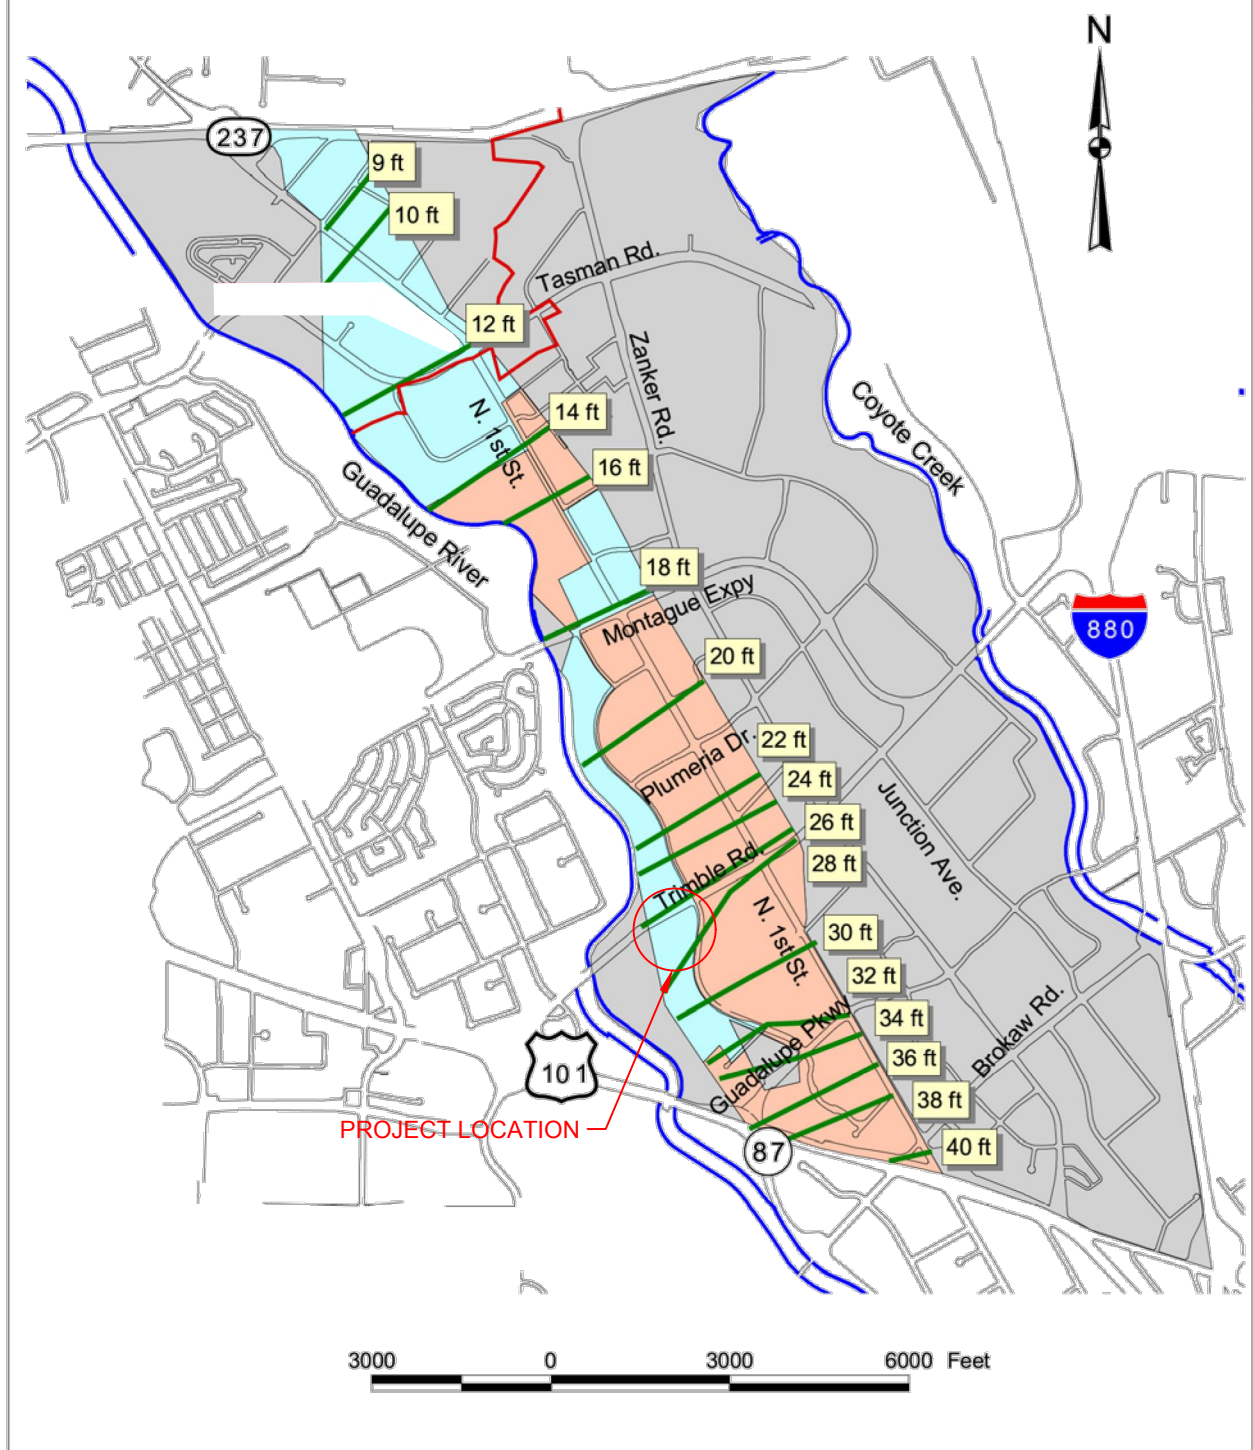 N
237
9 ft
10 ft
Tasman Rd.
12 ft
Zanker Rd.
14 ft
N. 1st St.
Coyote Creek
16 ft
Guadalupe River
18 ft
Montague Expy
880
20 ft
Plumeria Dr.
22 ft
24 ft
Junction Ave.
26 ft
Trimble Rd.
28 ft
N. 1st St.
30 ft
32 ft
34 ft
Guadalupe Pkwy
Brokaw Rd.
36 ft
101
38 ft
PROJECT LOCATION
87
40 ft
3000 0 3000 6000 Feet